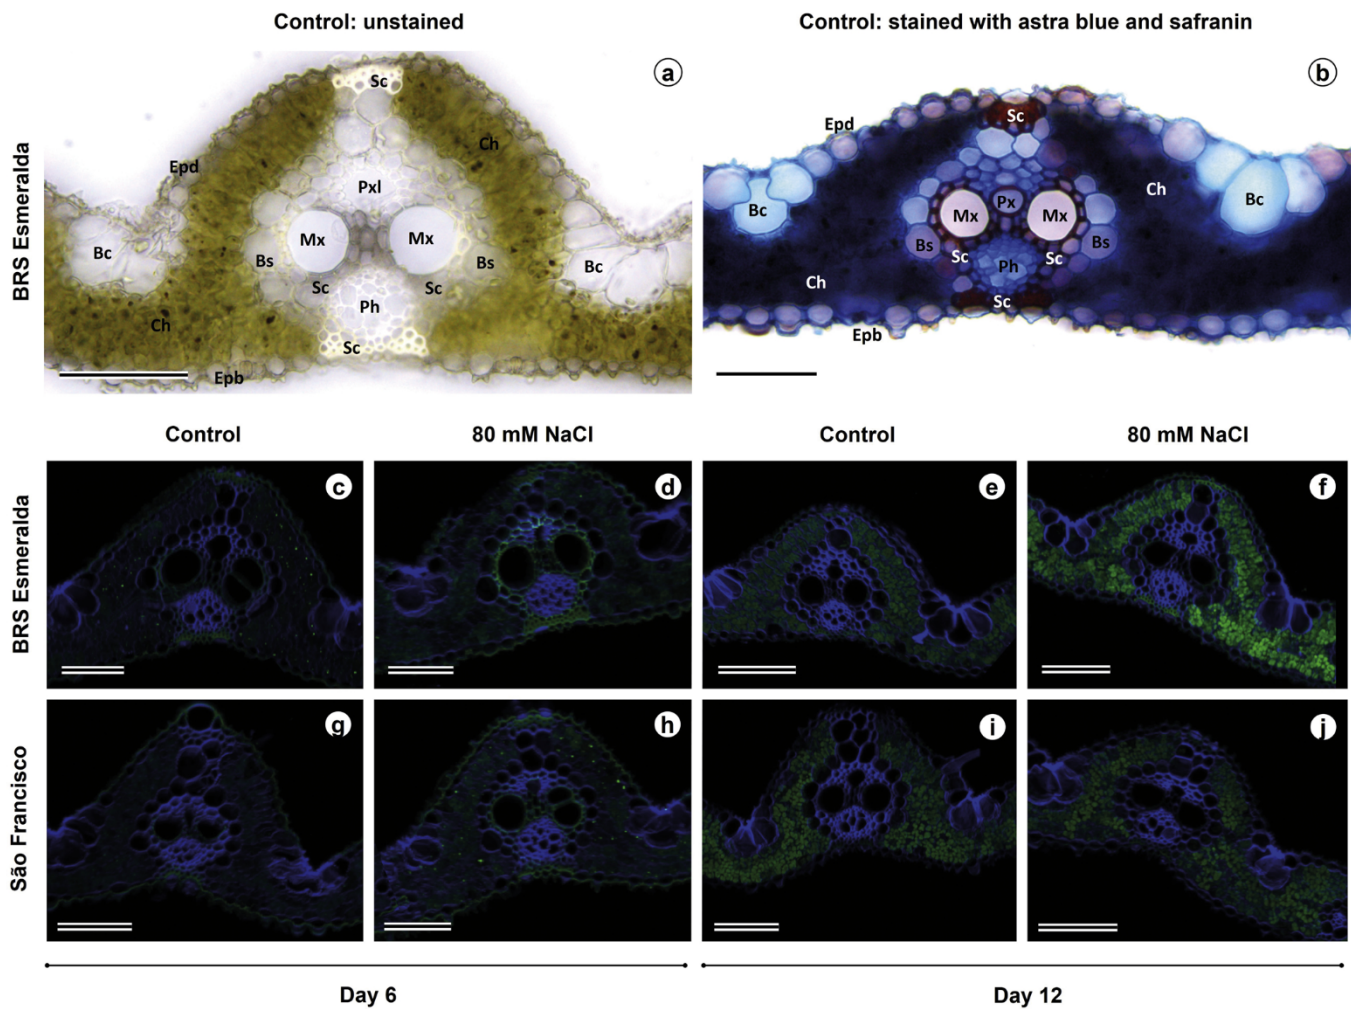 Control: unstained
Control: stained with astra blue and safranin
BRS Esmeralda
a
Sc
Ch
Epd
Pxl
Mx
Mx
Bc
Bs
Bs
Bc
Sc
Sc
Ph
Ch
Sc
Epb
b
Sc
Epd
Ch
Bc
Px
Bc
Mx
Mx
Bs
Bs
Sc
Sc
Ph
Ch
Sc
Epb
Control
80 mM NaCl
Control
80 mM NaCl
BRS Esmeralda
c
d
e
f
São Francisco
g
h
i
j
Day 6
Day 12